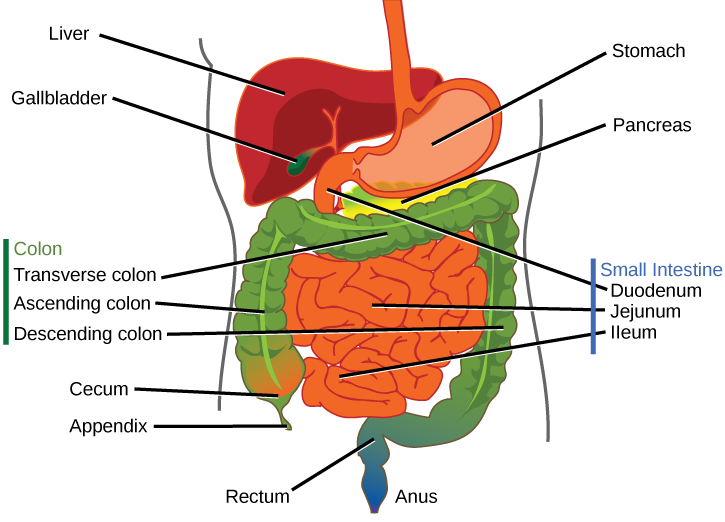 Liver
Gallbladder
Stomach
Pancreas
Colon
Transverse colon
Ascending colon
Descending colon
Small Intestine
Duodenum
Jejunum
Ileum
Cecum
Appendix
Rectum
Anus